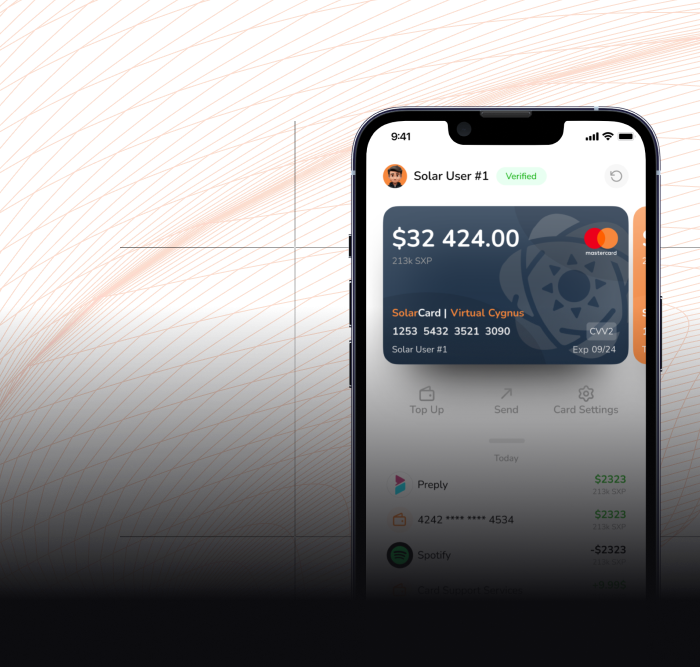 9:41
Solar User #1 Verified
$32 424.00
mastercard
213k SXP
SolarCard | Virtual Cygnus
1253 5432 3521 3090 CVV2
Solar User #1 Exp 09/24
Top Up Send Card Settings
Today
Preply $2323
213k SXP
4242 **** **** 4534 $2323
213k SXP
Spotify -$2323
213k SXP